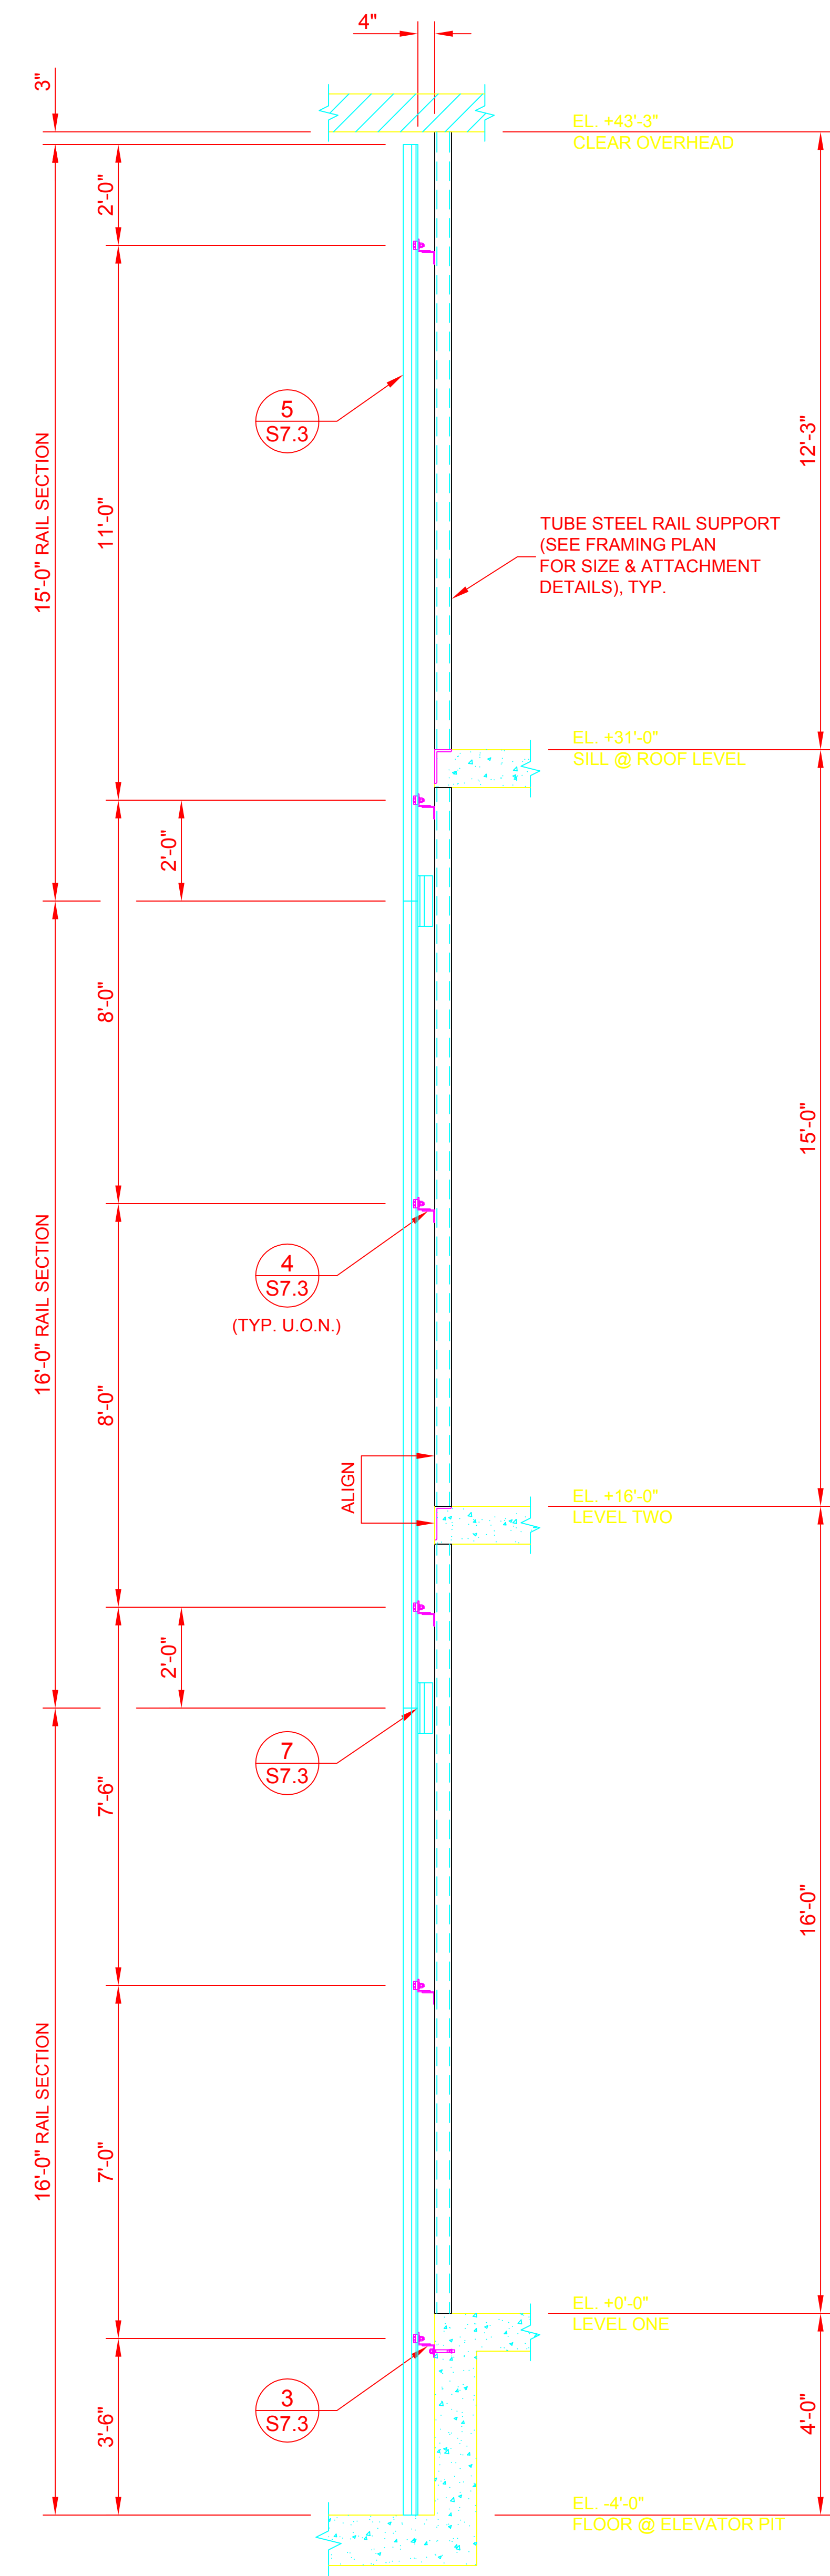 4"
3"
EL. +43'-3"
CLEAR OVERHEAD
2'-0"
5
S7.3
12'-3"
15'-0" RAIL SECTION
11'-0"
TUBE STEEL RAIL SUPPORT
(SEE FRAMING PLAN
FOR SIZE & ATTACHMENT
DETAILS), TYP.
EL. +31'-0"
SILL @ ROOF LEVEL
2'-0"
8'-0"
15'-0"
4
S7.3
(TYP. U.O.N.)
16'-0" RAIL SECTION
8'-0"
ALIGN
EL. +16'-0"
LEVEL TWO
2'-0"
7
S7.3
7'-6"
16'-0"
16'-0" RAIL SECTION
7'-0"
EL. +0'-0"
LEVEL ONE
3
S7.3
3'-6"
4'-0"
EL. -4'-0"
FLOOR @ ELEVATOR PIT